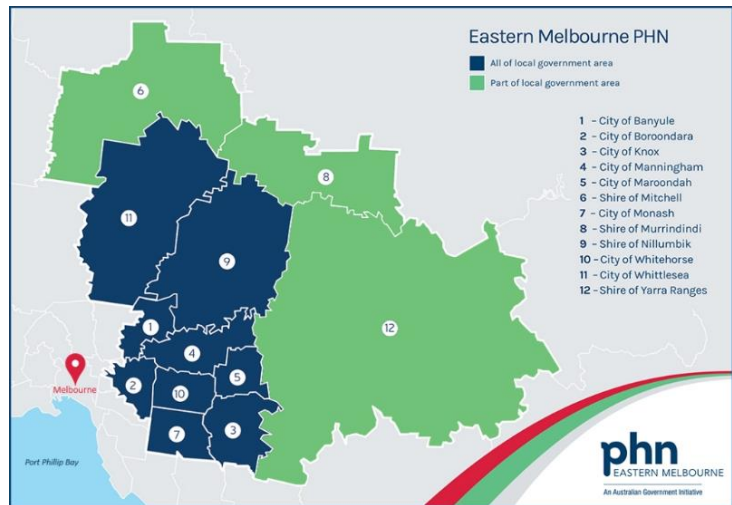 Eastern Melbourne PHN
All of local government area
Part of local government area
1 – City of Banyule
2 – City of Boroondara
3 – City of Knox
4 – City of Manningham
5 – City of Maroondah
6 – Shire of Mitchell
7 – City of Monash
8 – Shire of Murrindindi
9 – Shire of Nillumbik
10 – City of Whitehorse
11 – City of Whittlesea
12 – Shire of Yarra Ranges
6
8
11
9
12
1
4
Melbourne
2
10
5
7
3
Port Phillip Bay
phn
EASTERN MELBOURNE
An Australian Government Initiative